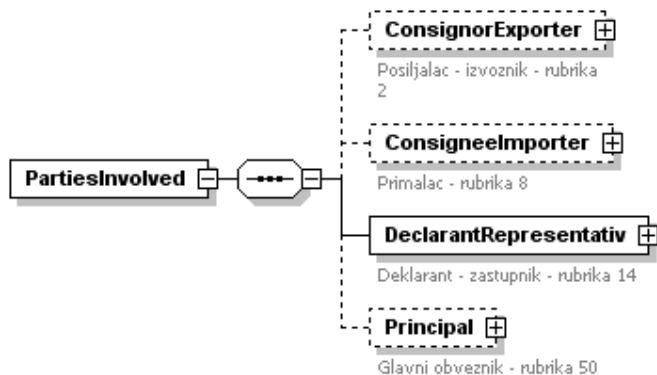 ConsignorExporter
Posiljalac - izvoznik - rubrika
2
ConsigneeImporter
Primalac - rubrika 8
PartiesInvolved
DeclarantRepresentativ
Deklarant - zastupnik - rubrika 14
Principal
Glavni obveznik - rubrika 50